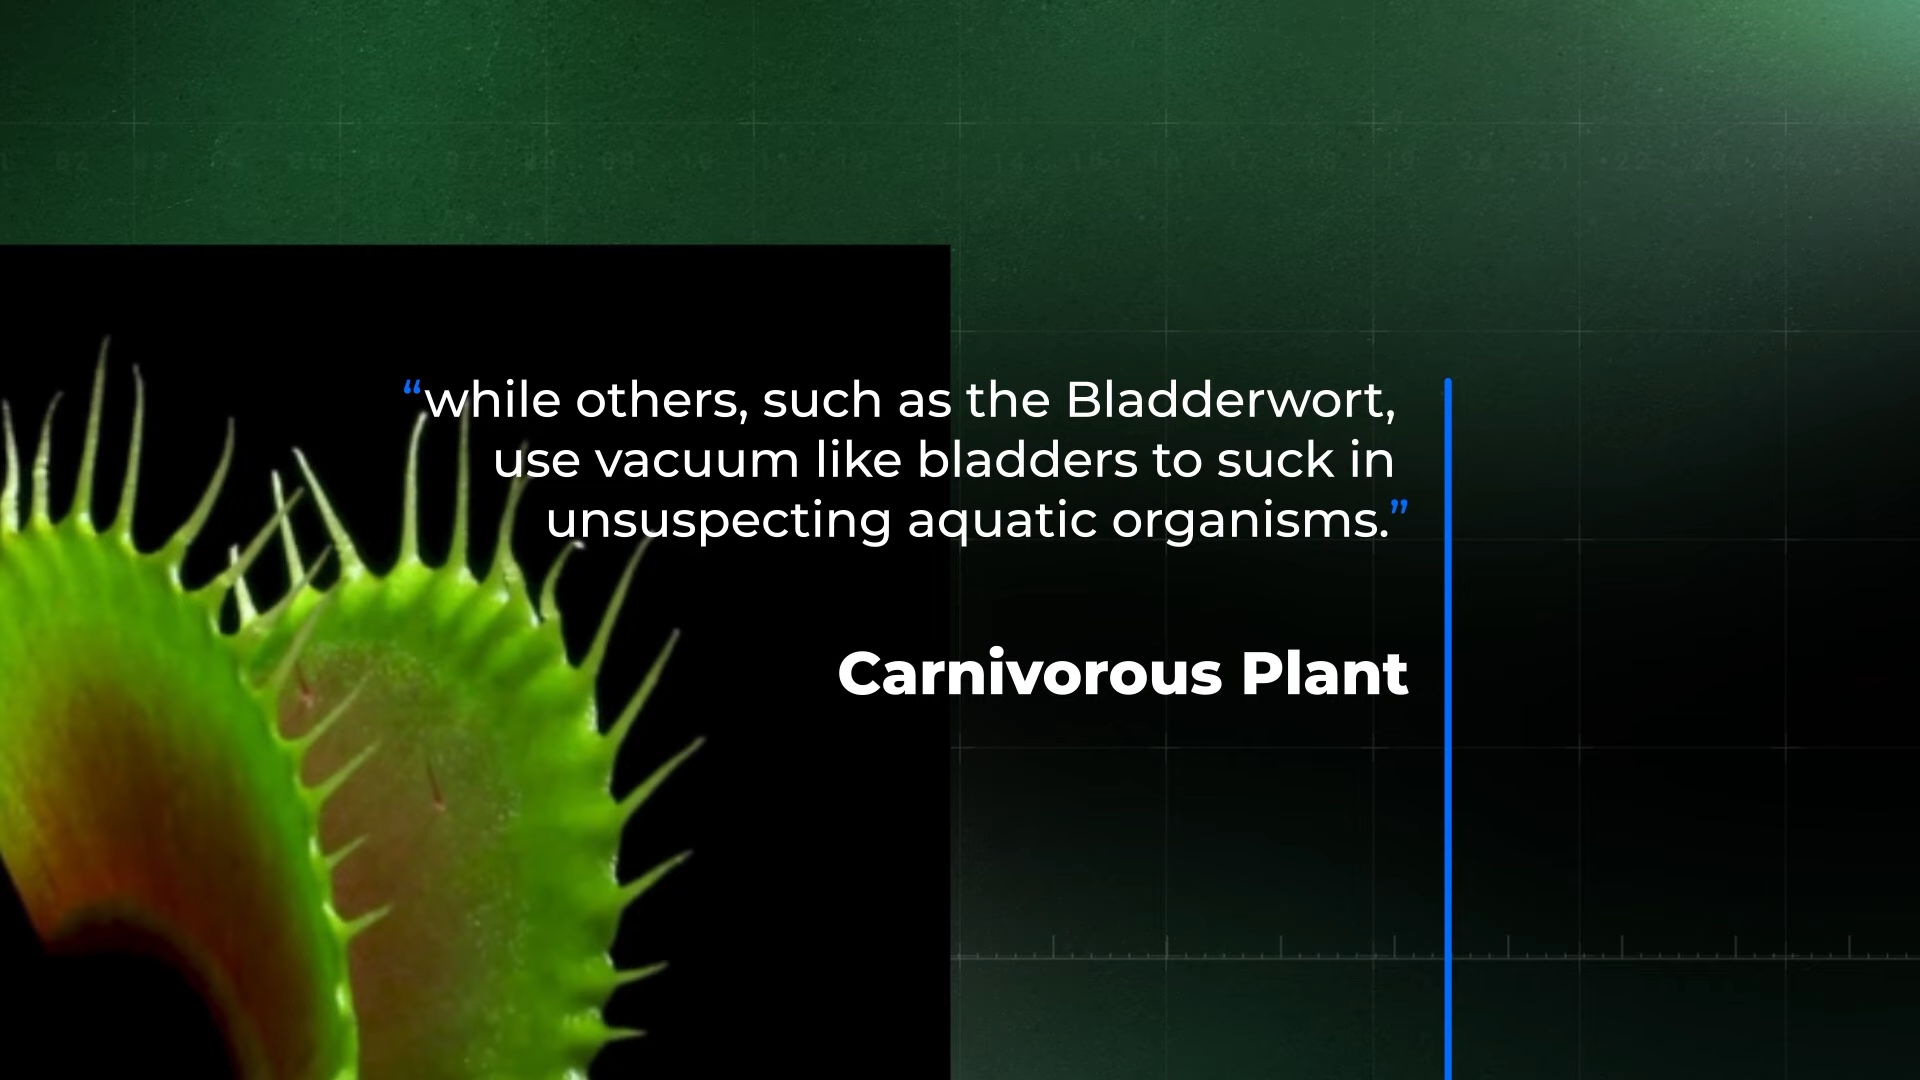 “while others, such as the Bladderwort,
use vacuum like bladders to suck in
unsuspecting aquatic organisms.”
Carnivorous Plant